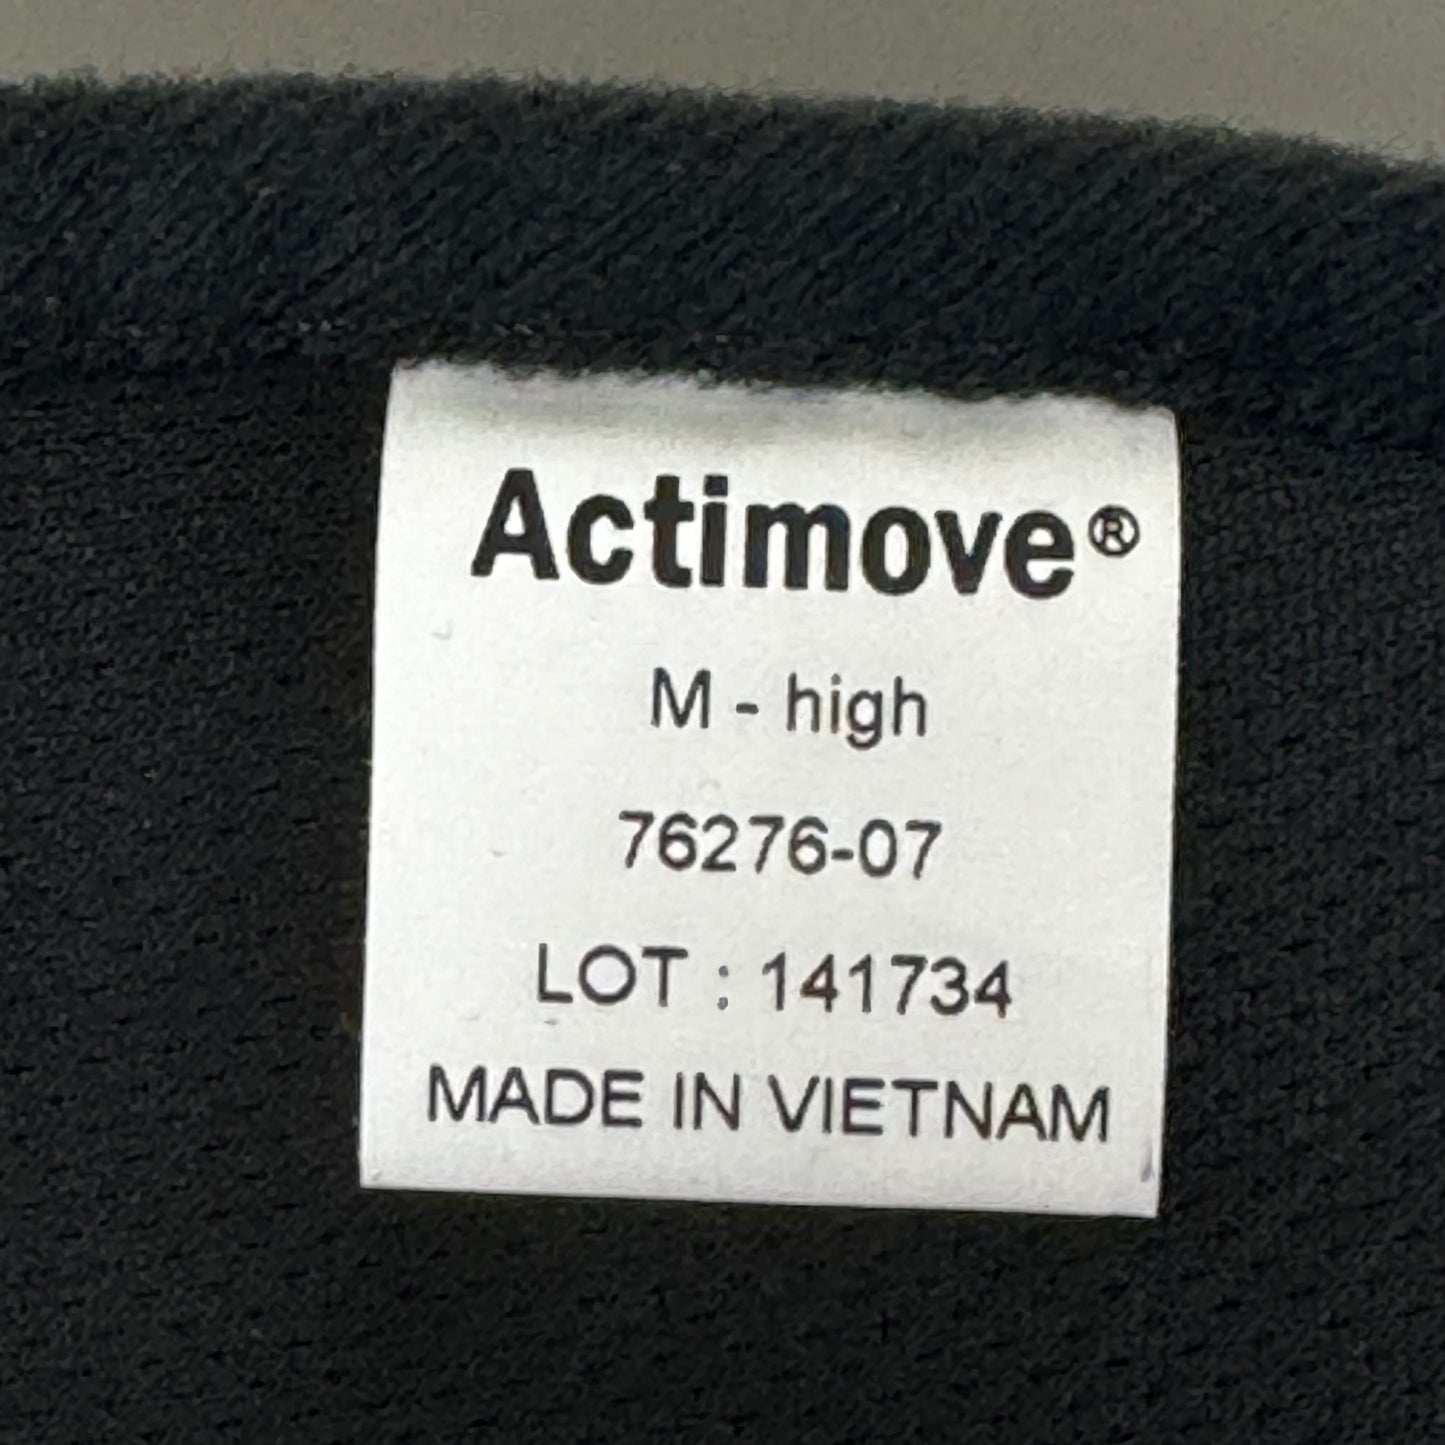 Actimove®
M - high
76276-07
LOT : 141734
MADE IN VIETNAM